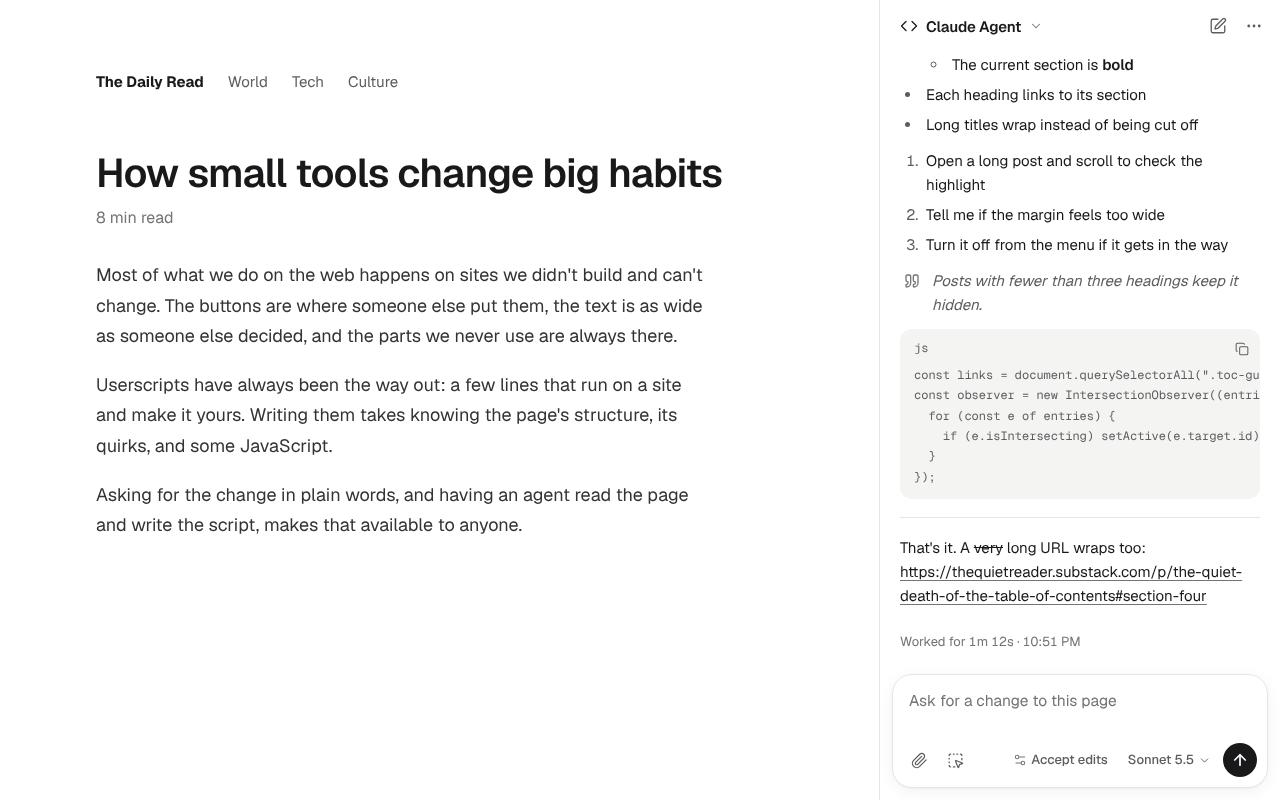 The Daily Read World Tech Culture
How small tools change big habits
8 min read
Most of what we do on the web happens on sites we didn't build and can't
change. The buttons are where someone else put them, the text is as wide
as someone else decided, and the parts we never use are always there.
Userscripts have always been the way out: a few lines that run on a site
and make it yours. Writing them takes knowing the page's structure, its
quirks, and some JavaScript.
Asking for the change in plain words, and having an agent read the page
and write the script, makes that available to anyone.
Claude Agent
The current section is bold
Each heading links to its section
Long titles wrap instead of being cut off
1. Open a long post and scroll to check the
highlight
2. Tell me if the margin feels too wide
3. Turn it off from the menu if it gets in the way
Posts with fewer than three headings keep it
hidden.
js
const links = document.querySelectorAll(".toc-gu
const observer = new IntersectionObserver((entri
for (const e of entries) {
if (e.isIntersecting) setActive(e.target.id)
}
});
That's it. A very long URL wraps too:
https://thequietreader.substack.com/p/the-quiet-
death-of-the-table-of-contents#section-four
Worked for 1m 12s · 10:51 PM
Ask for a change to this page
Accept edits Sonnet 5.5